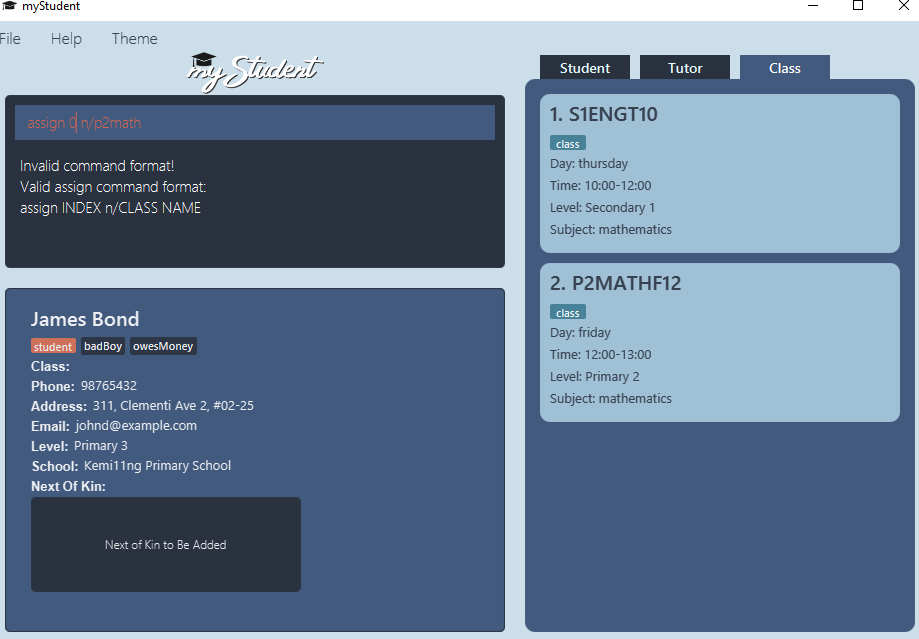 myStudent
File Help Theme
myStudent
assign 0 n/p2math
Invalid command format!
Valid assign command format:
assign INDEX n/CLASS NAME
James Bond
student badBoy owesMoney
Class:
Phone: 98765432
Address: 311, Clementi Ave 2, #02-25
Email: johnd@example.com
Level: Primary 3
School: Kemi11ng Primary School
Next Of Kin:
Next of Kin to Be Added
Student Tutor Class
1. S1ENGT10
class
Day: thursday
Time: 10:00-12:00
Level: Secondary 1
Subject: mathematics
2. P2MATHF12
class
Day: friday
Time: 12:00-13:00
Level: Primary 2
Subject: mathematics